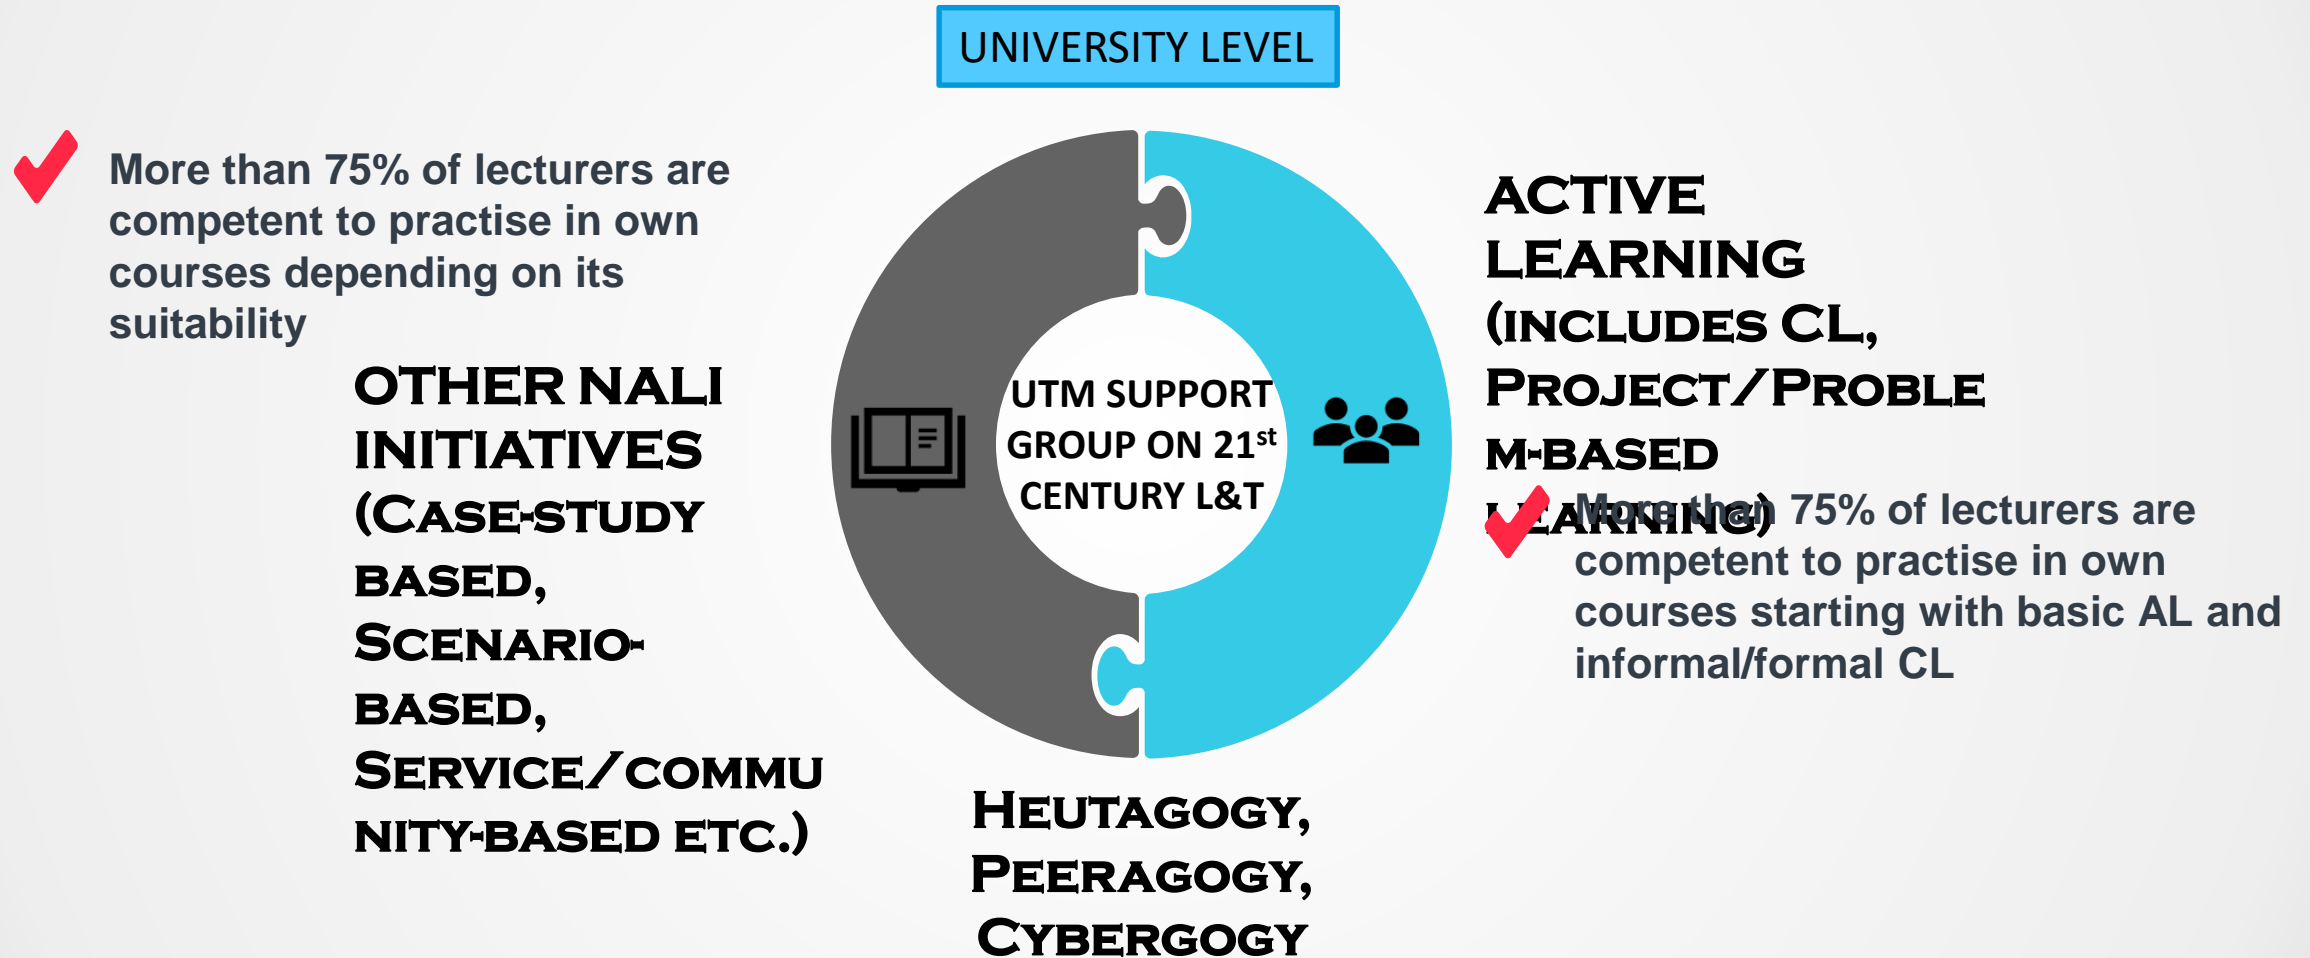 UNIVERSITY LEVEL
More than 75% of lecturers are
competent to practise in own
courses depending on its
suitability
OTHER NALI
INITIATIVES
(Case-study
based,
Scenario-
based,
Service/commu
nity-based etc.)
UTM SUPPORT
GROUP ON 21st
CENTURY L&T
ACTIVE
LEARNING
(includes CL,
Project/Proble
m-based
learning)
More than 75% of lecturers are
competent to practise in own
courses starting with basic AL and
informal/formal CL
Heutagogy,
Peeragogy,
Cybergogy